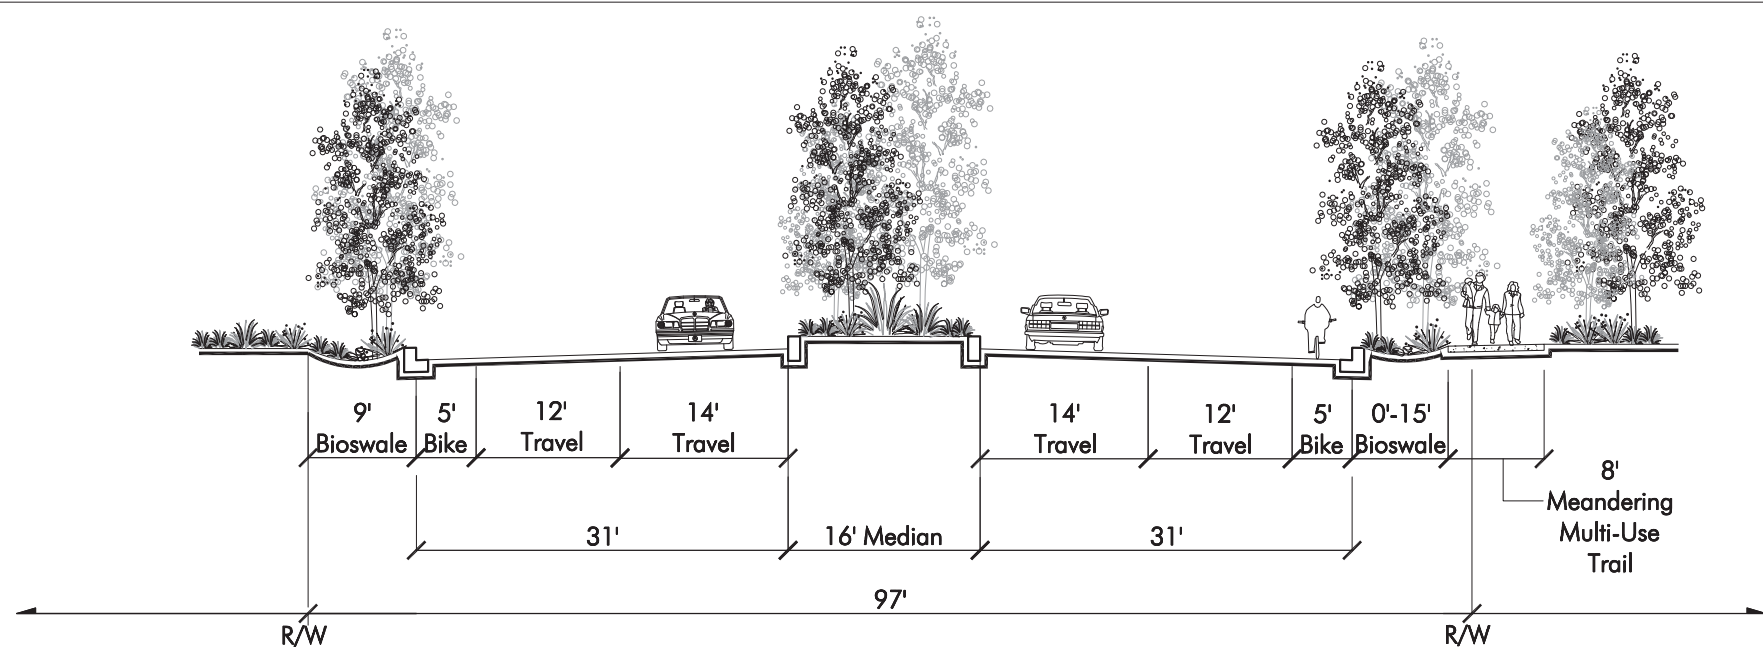 9' 5' 12' 14' 14' 12' 5' 0'-15'
Bioswale Bike Travel Travel Travel Travel Bike Bioswale
8'
Meandering
Multi-Use
Trail
31' 16' Median 31'
97'
R/W R/W